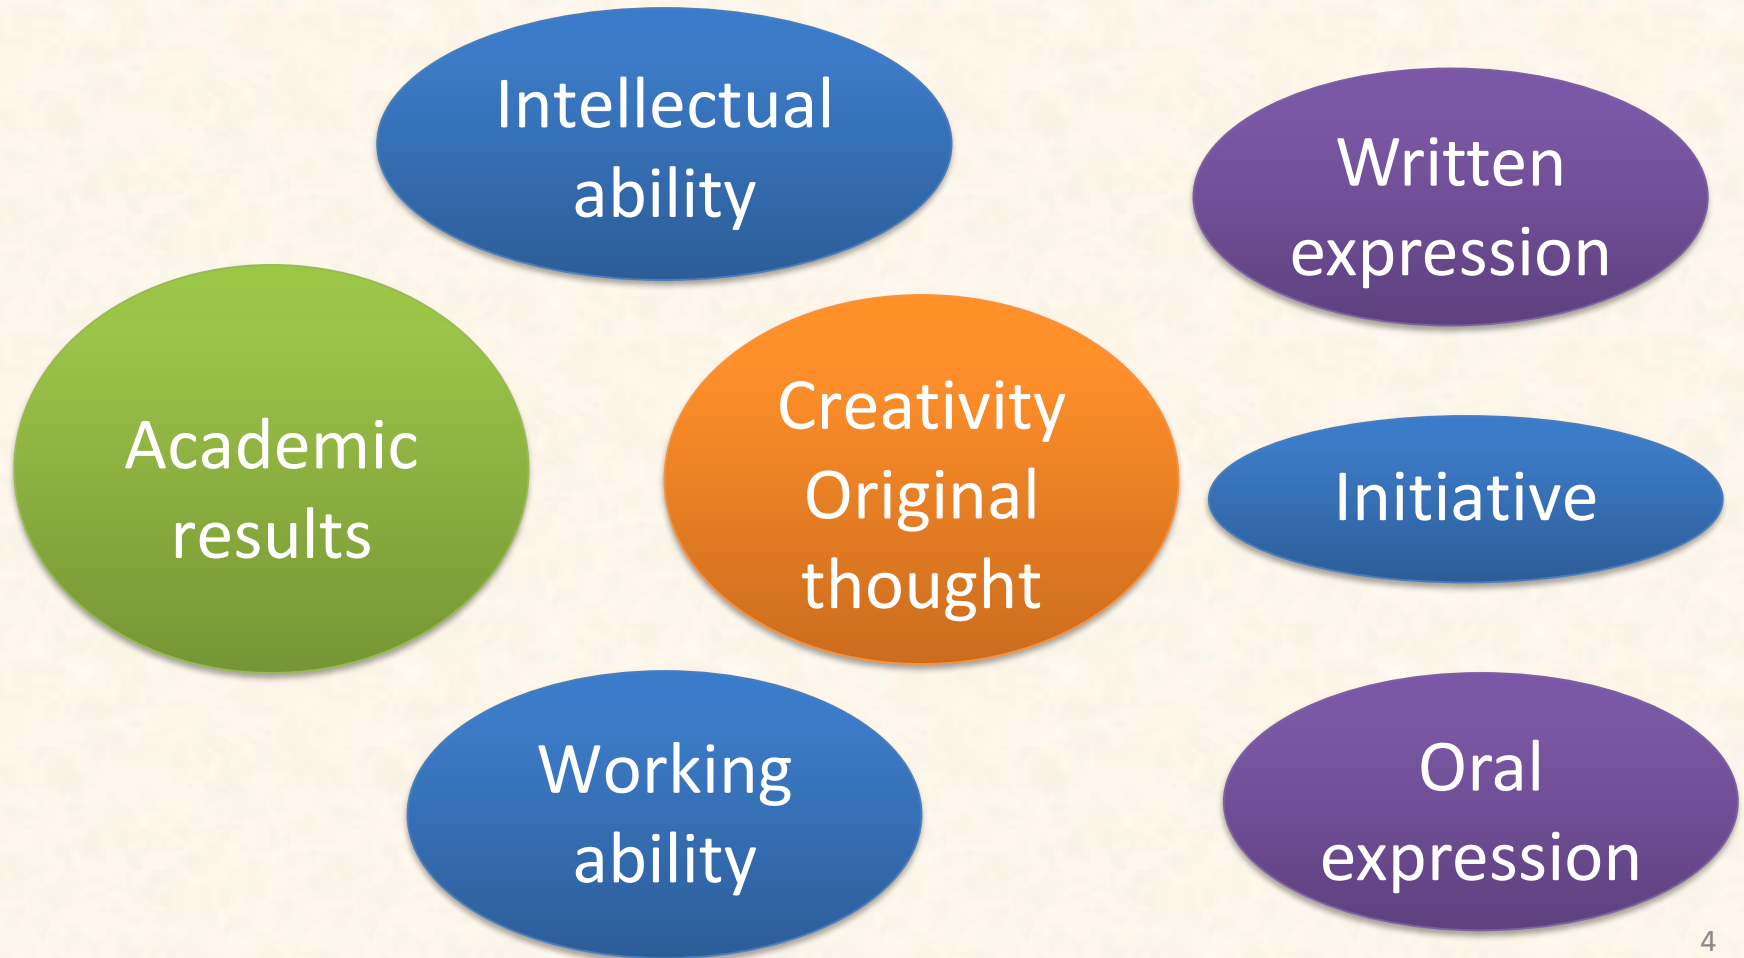 Intellectual
ability
Written
expression
Academic
results
Creativity
Original
thought
Initiative
Working
ability
Oral
expression
4